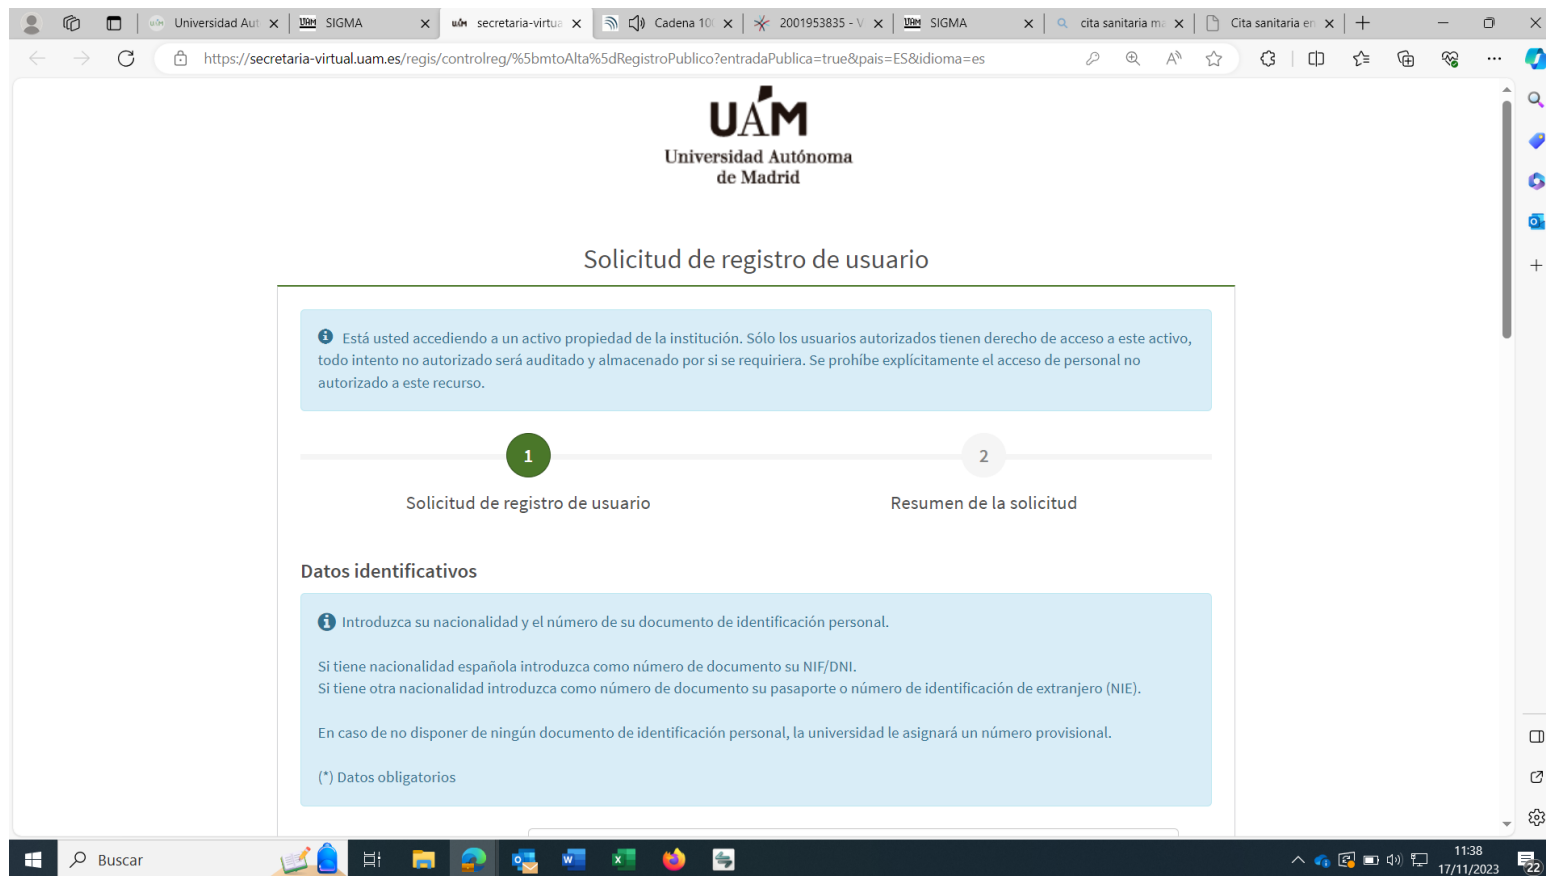 Universidad Aut
SIGMA
secretaria-virtua
Cadena 10
2001953835 - V
SIGMA
cita sanitaria ma
Cita sanitaria en
https://secretaria-virtual.uam.es/regis/controlreg/%5bmtoAlta%5dRegistroPublico?entradaPublica=true&pais=ES&idioma=es
UAM
Universidad Autónoma
de Madrid
Solicitud de registro de usuario
Está usted accediendo a un activo propiedad de la institución. Sólo los usuarios autorizados tienen derecho de acceso a este activo,
todo intento no autorizado será auditado y almacenado por si se requiriera. Se prohíbe explícitamente el acceso de personal no
autorizado a este recurso.
1
2
Solicitud de registro de usuario
Resumen de la solicitud
Datos identificativos
Introduzca su nacionalidad y el número de su documento de identificación personal.
Si tiene nacionalidad española introduzca como número de documento su NIF/DNI.
Si tiene otra nacionalidad introduzca como número de documento su pasaporte o número de identificación de extranjero (NIE).
En caso de no disponer de ningún documento de identificación personal, la universidad le asignará un número provisional.
(*) Datos obligatorios
Buscar
11:38
17/11/2023
22